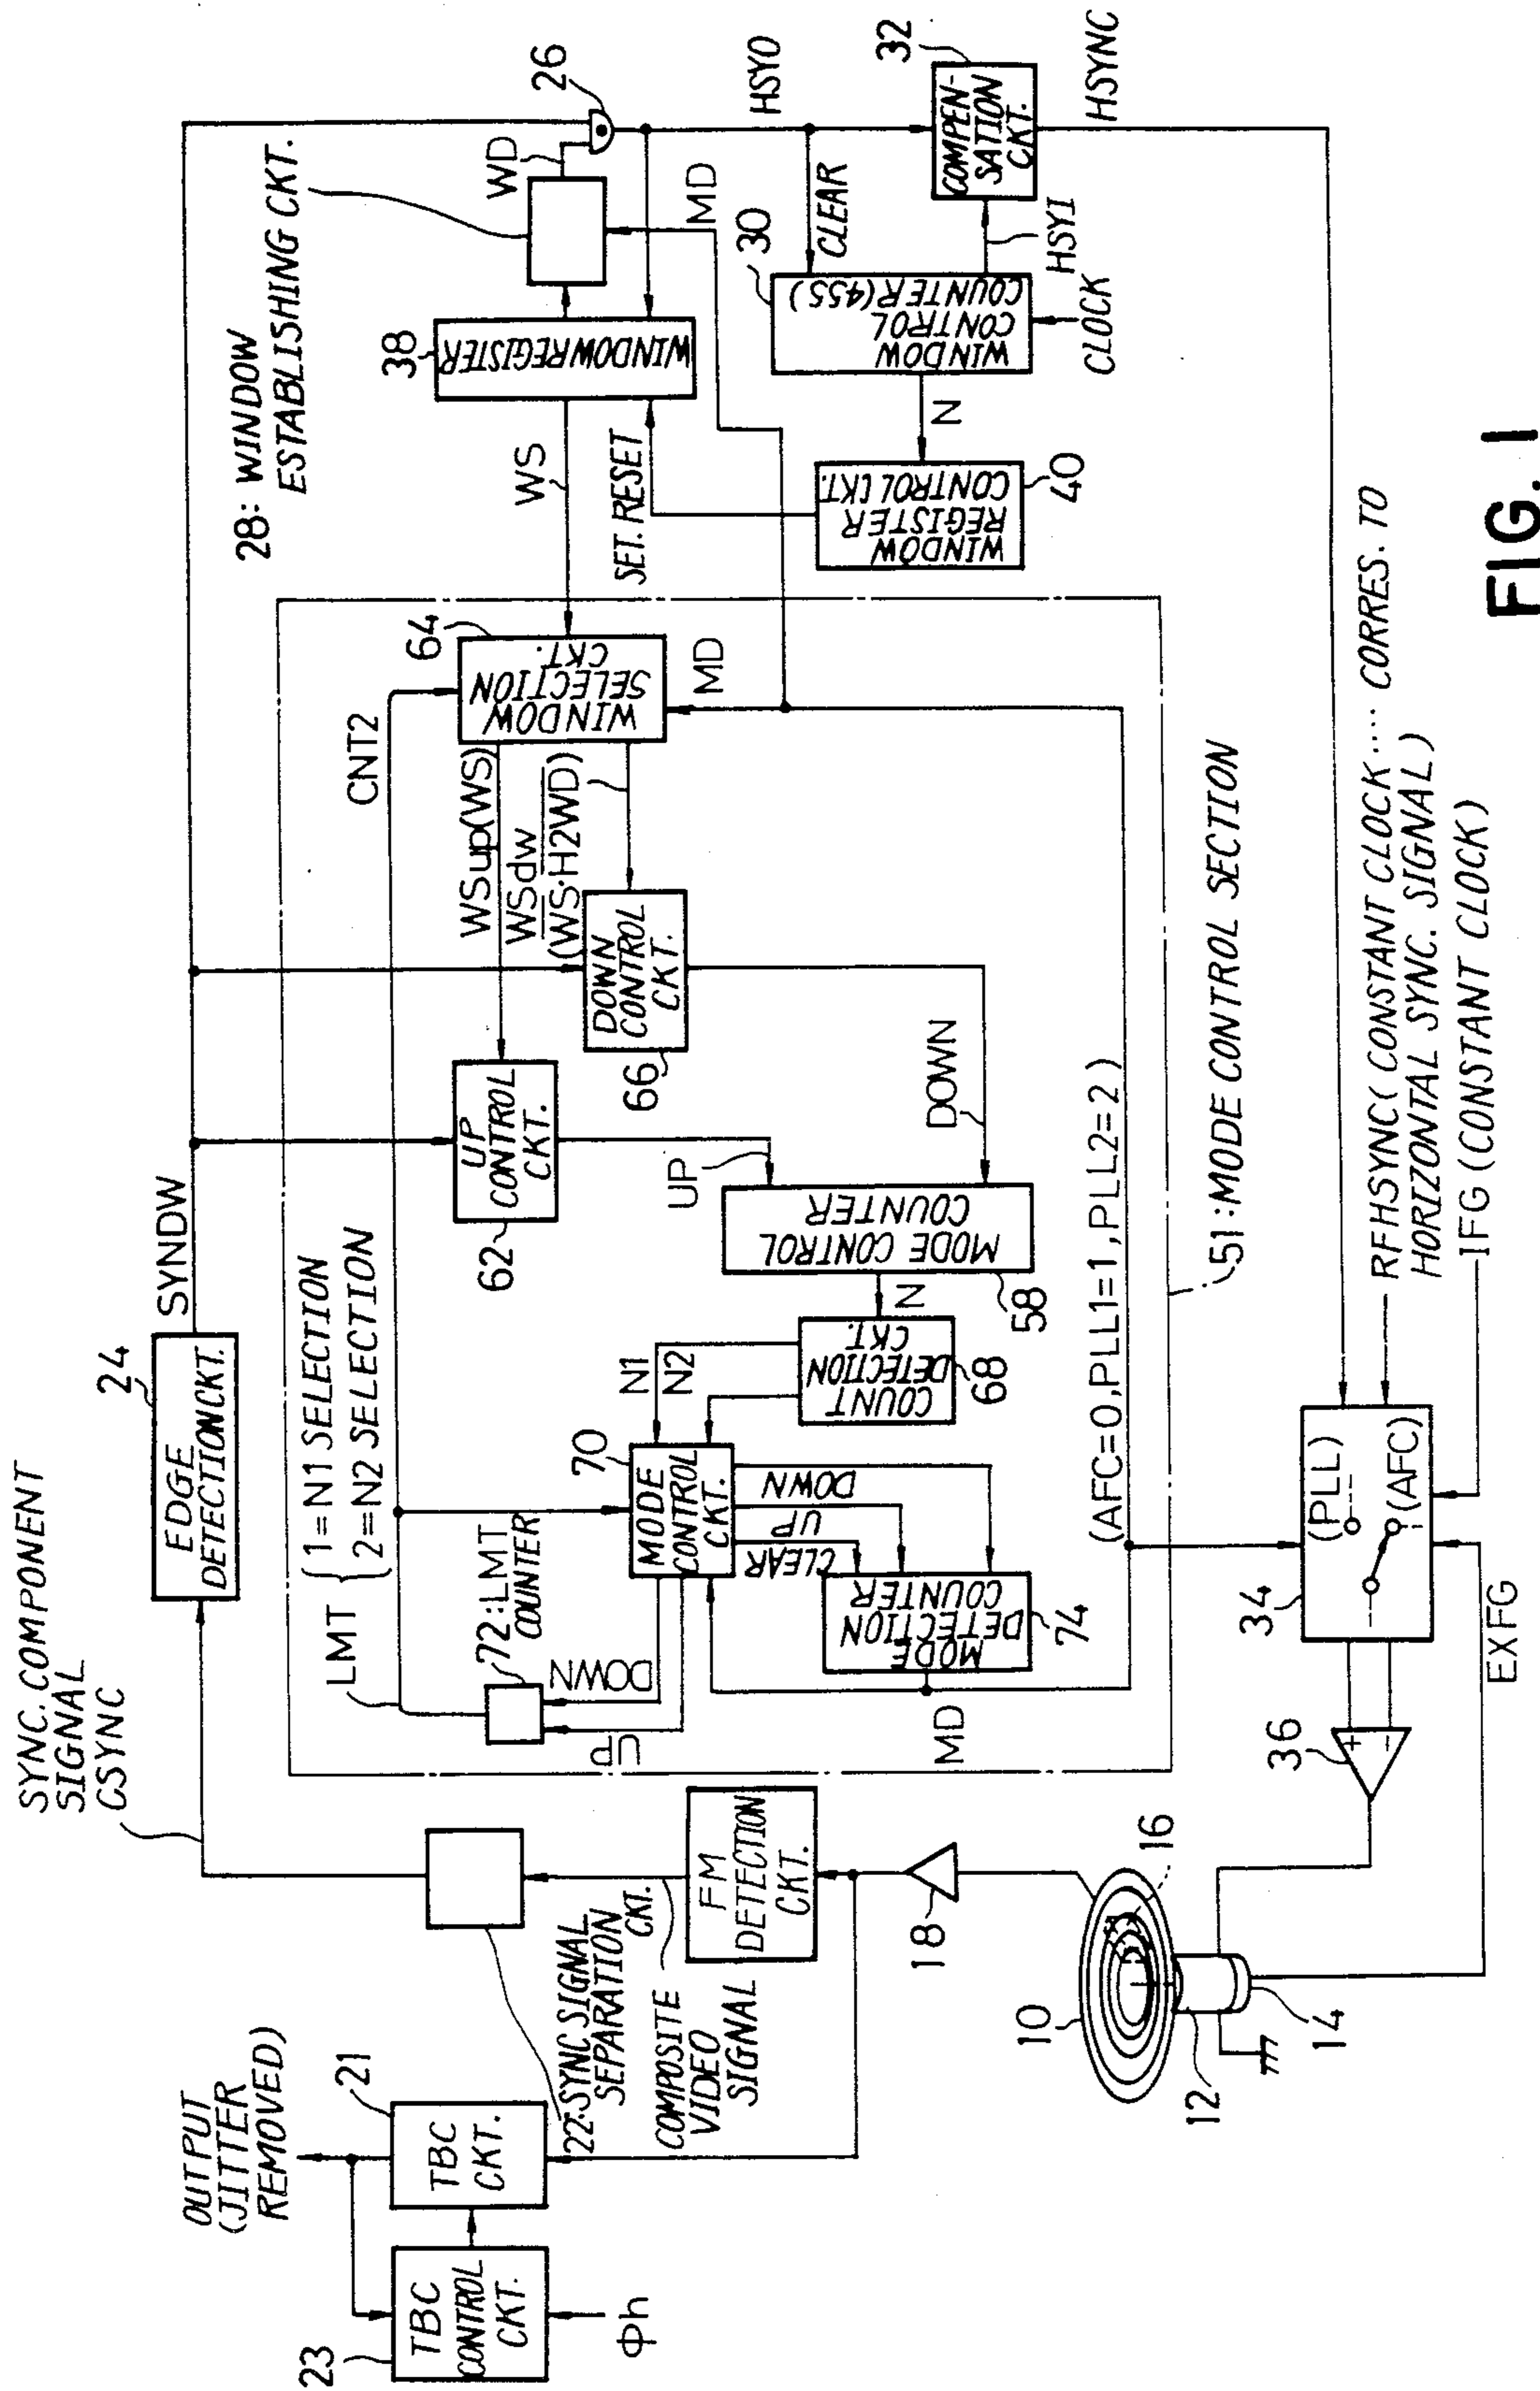 SYNC. COMPONENT
SIGNAL
CSYNC
24
EDGE
DETECTIONCKT.
SYNDW
28: WINDOW
ESTABLISHING CKT.
WD
26
OUTPUT
(JITTER
REMOVED)
21
TBC
CKT.
23
TBC
CONTROL
CKT.
Φh
22:SYNC SIGNAL
SEPARATION
CKT.
COMPOSITE
VIDEO
SIGNAL
FM
DETECTION
CKT.
18
10
12
14
16
LMT
1=N1 SELECTION
2=N2 SELECTION
72:LMT
COUNTER
DOWN
UP
70
MODE
CONTROL
CKT.
CLEAR
UP
DOWN
MODE
DETECTION
COUNTER
74
MD
N1
N2
COUNT
DETECTION
CKT.
68
N
MODE CONTROL
COUNTER
58
UP
CONTROL
CKT.
62
UP
DOWN
CONTROL
CKT.
66
DOWN
CNT2
WSup(WS)
WSdw
(WS·H2WD)
64
WINDOW
SELECTION
CKT.
MD
(AFC=0,PLL1=1,PLL2=2)
51:MODE CONTROL SECTION
WS
38
WINDOW REGISTER
SET. RESET
MD
WINDOW
REGISTER
CONTROL CKT.
40
N
30
WINDOW
CONTROL
COUNTER(455)
CLEAR
CLOCK
HSYI
HSYO
32
COMPEN-
SATION
CKT.
HSYNC
34
(PLL)
(AFC)
36
+
−
EXFG
RFHSYNC(CONSTANT CLOCK.... CORRES. TO
HORIZONTAL SYNC. SIGNAL)
IFG (CONSTANT CLOCK)
FIG. 1